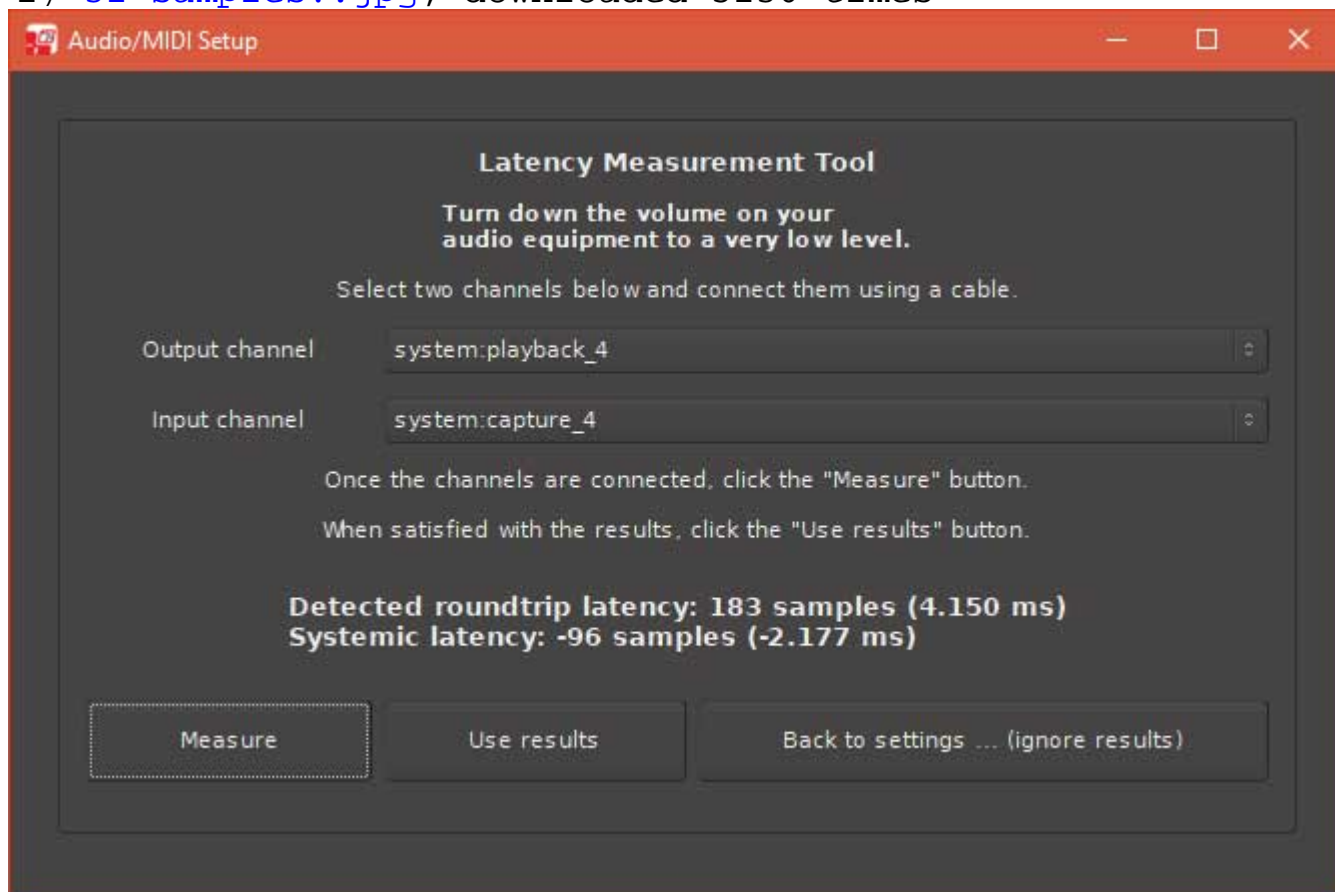 Audio/MIDI Setup
Latency Measurement Tool
Turn down the volume on your
audio equipment to a very low level.
Select two channels below and connect them using a cable.
Output channel system:playback_4
Input channel system:capture_4
Once the channels are connected, click the "Measure" button.
When satisfied with the results, click the "Use results" button.
Detected roundtrip latency: 183 samples (4.150 ms)
Systemic latency: -96 samples (-2.177 ms)
Measure Use results Back to settings ... (ignore results)